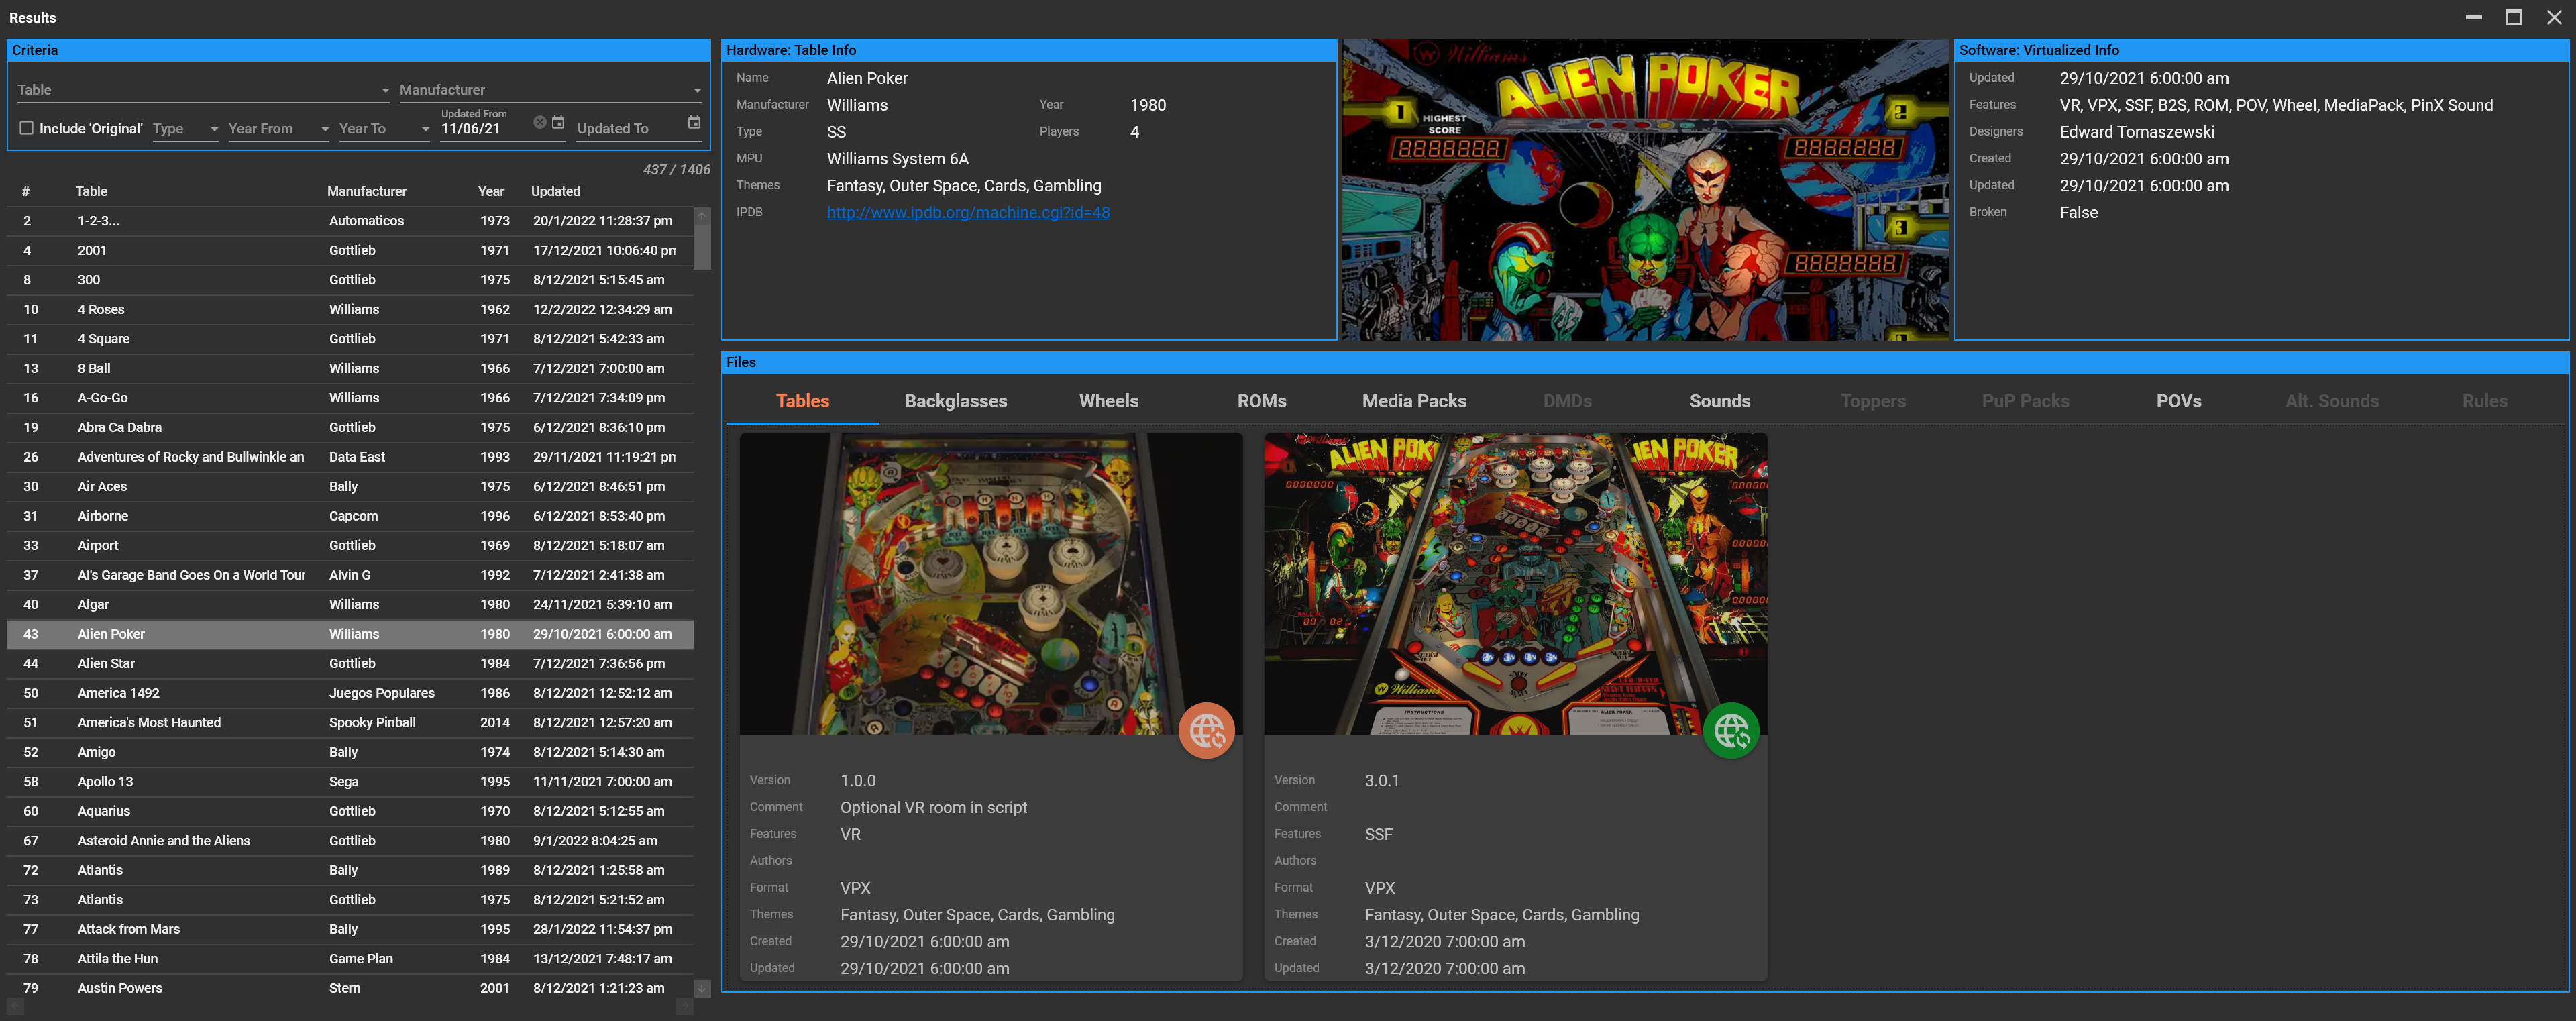 Results
Criteria
Table
Manufacturer
Include 'Original'
Type
Year From
Year To
Updated From
11/06/21
Updated To
437 / 1406
# Table Manufacturer Year Updated
2 1-2-3... Automaticos 1973 20/1/2022 11:28:37 pm
4 2001 Gottlieb 1971 17/12/2021 10:06:40 pm
8 300 Gottlieb 1975 8/12/2021 5:15:45 am
10 4 Roses Williams 1962 12/2/2022 12:34:29 am
11 4 Square Gottlieb 1971 8/12/2021 5:42:33 am
13 8 Ball Williams 1966 7/12/2021 7:00:00 am
16 A-Go-Go Williams 1966 7/12/2021 7:34:09 pm
19 Abra Ca Dabra Gottlieb 1975 6/12/2021 8:36:10 pm
26 Adventures of Rocky and Bullwinkle an Data East 1993 29/11/2021 11:19:21 pm
30 Air Aces Bally 1975 6/12/2021 8:46:51 pm
31 Airborne Capcom 1996 6/12/2021 8:53:40 pm
33 Airport Gottlieb 1969 8/12/2021 5:18:07 am
37 Al's Garage Band Goes On a World Tour Alvin G 1992 7/12/2021 2:41:38 am
40 Algar Williams 1980 24/11/2021 5:39:10 am
43 Alien Poker Williams 1980 29/10/2021 6:00:00 am
44 Alien Star Gottlieb 1984 7/12/2021 7:36:56 pm
50 America 1492 Juegos Populares 1986 8/12/2021 12:52:12 am
51 America's Most Haunted Spooky Pinball 2014 8/12/2021 12:57:20 am
52 Amigo Bally 1974 8/12/2021 5:14:30 am
58 Apollo 13 Sega 1995 11/11/2021 7:00:00 am
60 Aquarius Gottlieb 1970 8/12/2021 5:12:55 am
67 Asteroid Annie and the Aliens Gottlieb 1980 9/1/2022 8:04:25 am
72 Atlantis Bally 1989 8/12/2021 1:25:58 am
73 Atlantis Gottlieb 1975 8/12/2021 5:21:52 am
77 Attack from Mars Bally 1995 28/1/2022 11:54:37 pm
78 Attila the Hun Game Plan 1984 13/12/2021 7:48:17 am
79 Austin Powers Stern 2001 8/12/2021 1:21:23 am
Hardware: Table Info
Name Alien Poker
Manufacturer Williams Year 1980
Type SS Players 4
MPU Williams System 6A
Themes Fantasy, Outer Space, Cards, Gambling
IPDB http://www.ipdb.org/machine.cgi?id=48
Williams
ALIEN POKER
1
HIGHEST
SCORE
2
3
Software: Virtualized Info
Updated 29/10/2021 6:00:00 am
Features VR, VPX, SSF, B2S, ROM, POV, Wheel, MediaPack, PinX Sound
Designers Edward Tomaszewski
Created 29/10/2021 6:00:00 am
Updated 29/10/2021 6:00:00 am
Broken False
Files
Tables Backglasses Wheels ROMs Media Packs DMDs Sounds Toppers PuP Packs POVs Alt. Sounds Rules
Version 1.0.0
Comment Optional VR room in script
Features VR
Authors
Format VPX
Themes Fantasy, Outer Space, Cards, Gambling
Created 29/10/2021 6:00:00 am
Updated 29/10/2021 6:00:00 am
ALIEN POK
IEN POKER
Williams
INSTRUCTIONS
ALIEN POKER
Version 3.0.1
Comment
Features SSF
Authors
Format VPX
Themes Fantasy, Outer Space, Cards, Gambling
Created 3/12/2020 7:00:00 am
Updated 3/12/2020 7:00:00 am